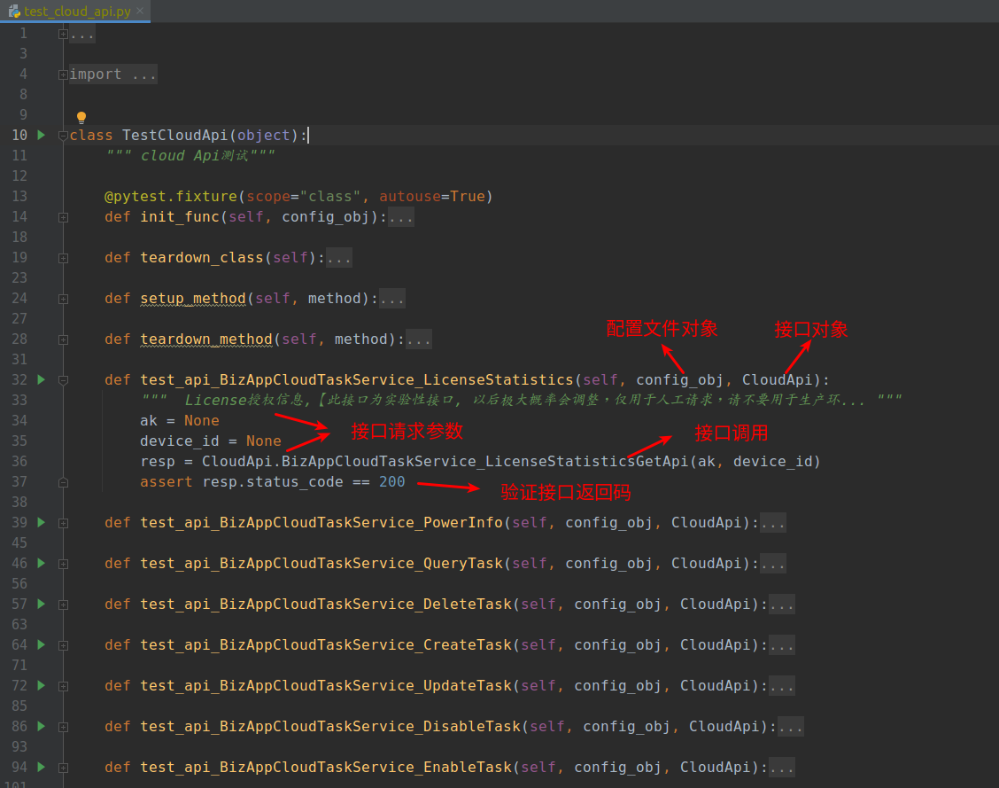 test_cloud_api.py ×
1 ...
3
4 import ...
8
9
10 class TestCloudApi(object):
11 """ cloud Api测试"""
12
13 @pytest.fixture(scope="class", autouse=True)
14 def init_func(self, config_obj):...
18
19 def teardown_class(self):...
23
24 def setup_method(self, method):...
27
配置文件对象 接口对象
28 def teardown_method(self, method):...
31
32 def test_api_BizAppCloudTaskService_LicenseStatistics(self, config_obj, CloudApi):
33 """ License授权信息,【此接口为实验性接口, 以后极大概率会调整，仅用于人工请求，请不要用于生产环... """
34 ak = None
接口请求参数 接口调用
35 device_id = None
36 resp = CloudApi.BizAppCloudTaskService_LicenseStatisticsGetApi(ak, device_id)
37 assert resp.status_code == 200
验证接口返回码
38
39 def test_api_BizAppCloudTaskService_PowerInfo(self, config_obj, CloudApi):...
45
46 def test_api_BizAppCloudTaskService_QueryTask(self, config_obj, CloudApi):...
56
57 def test_api_BizAppCloudTaskService_DeleteTask(self, config_obj, CloudApi):...
63
64 def test_api_BizAppCloudTaskService_CreateTask(self, config_obj, CloudApi):...
71
72 def test_api_BizAppCloudTaskService_UpdateTask(self, config_obj, CloudApi):...
85
86 def test_api_BizAppCloudTaskService_DisableTask(self, config_obj, CloudApi):...
93
94 def test_api_BizAppCloudTaskService_EnableTask(self, config_obj, CloudApi):...
101